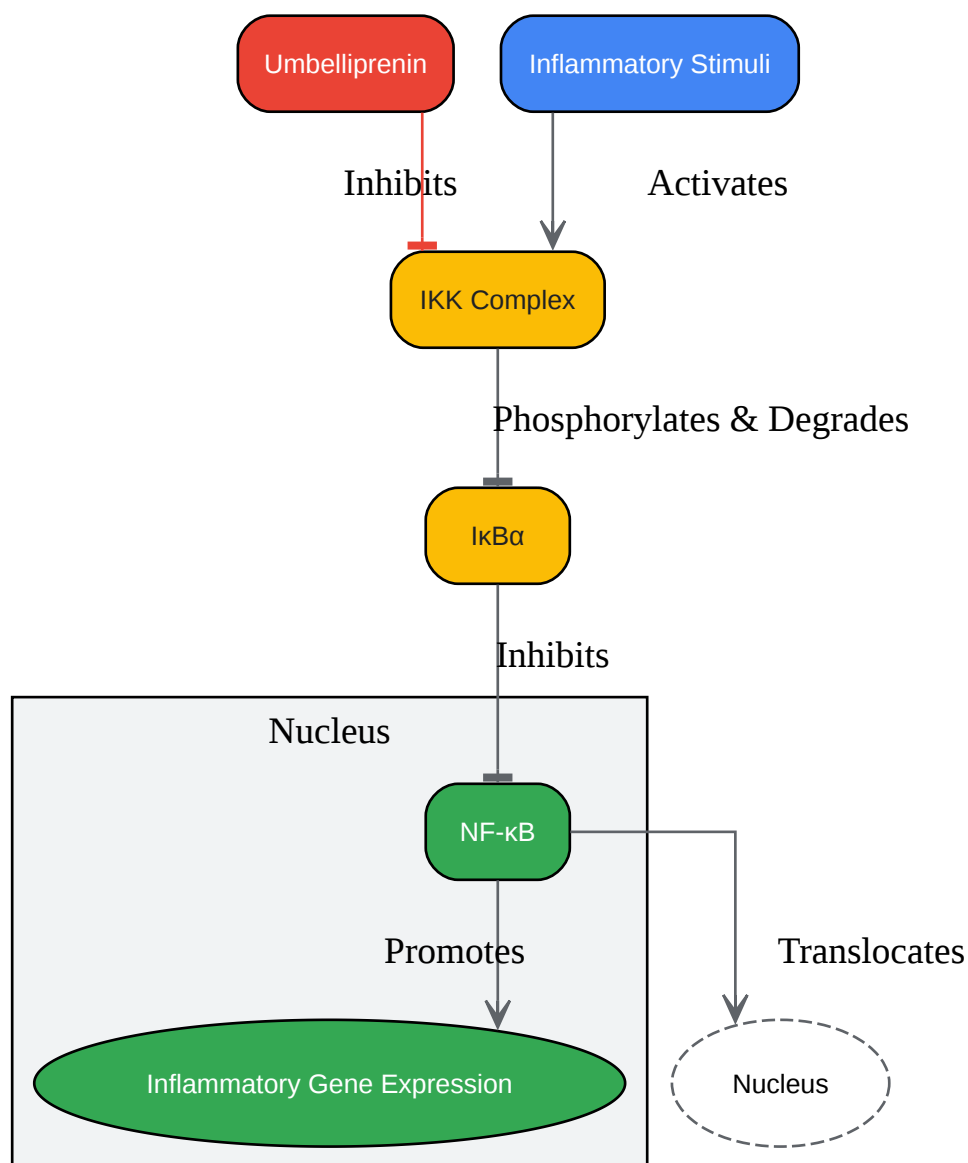 Umbelliprenin
Inflammatory Stimuli
Inhibits
Activates
IKK Complex
Phosphorylates & Degrades
IκBα
Inhibits
Nucleus
NF-κB
Promotes
Translocates
Inflammatory Gene Expression
Nucleus